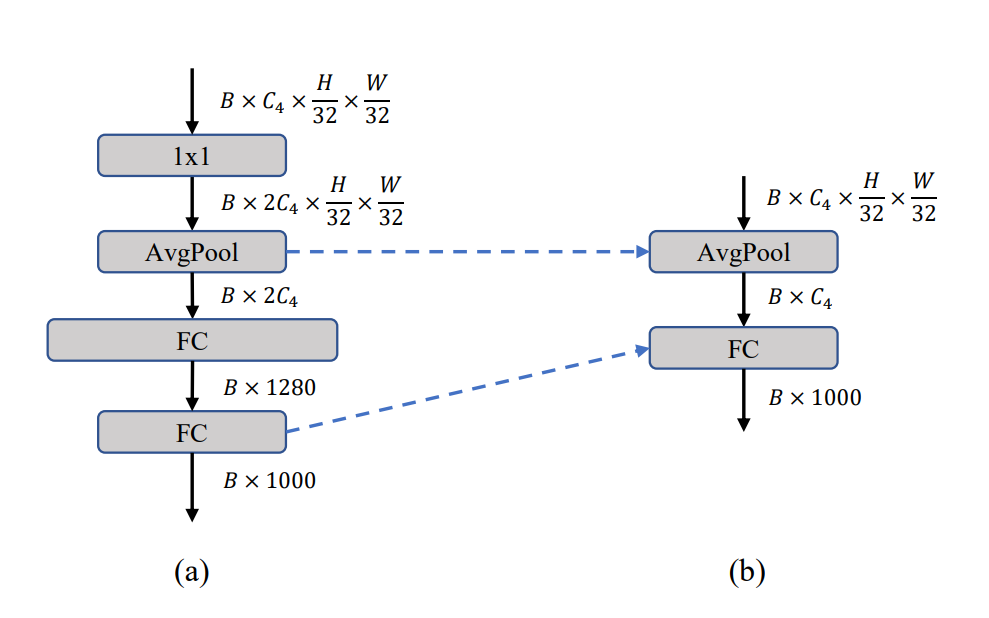 B × C₄ × H/32 × W/32
1x1
B × 2C₄ × H/32 × W/32
AvgPool
B × 2C₄
FC
B × 1280
FC
B × 1000
(a)
B × C₄ × H/32 × W/32
AvgPool
B × C₄
FC
B × 1000
(b)